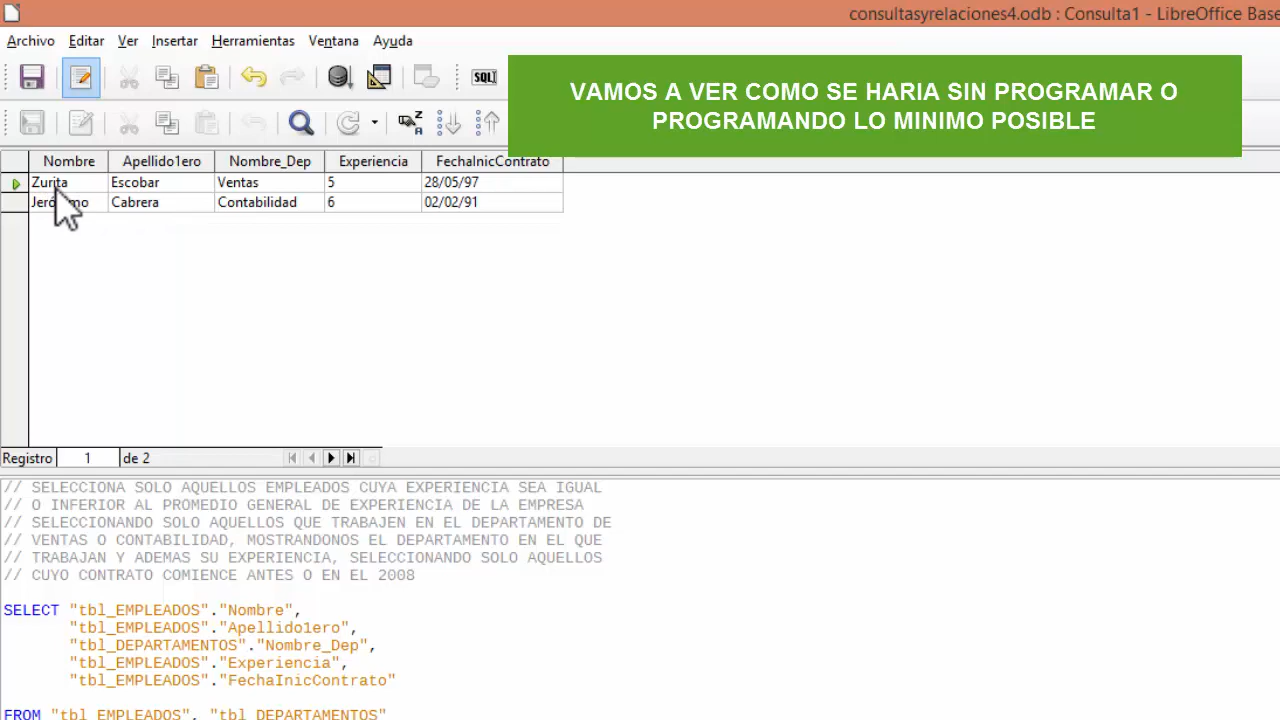 consultasyrelaciones4.odb : Consulta1 - LibreOffice Base
Archivo Editar Ver Insertar Herramientas Ventana Ayuda
SQL
VAMOS A VER COMO SE HARIA SIN PROGRAMAR O
PROGRAMANDO LO MINIMO POSIBLE
Nombre Apellido1ero Nombre_Dep Experiencia FechaInicContrato
Zurita Escobar Ventas 5 28/05/97
Cabrera Contabilidad 6 02/02/91
Registro 1 de 2
// SELECCIONA SOLO AQUELLOS EMPLEADOS CUYA EXPERIENCIA SEA IGUAL
// O INFERIOR AL PROMEDIO GENERAL DE EXPERIENCIA DE LA EMPRESA
// SELECCIONANDO SOLO AQUELLOS QUE TRABAJEN EN EL DEPARTAMENTO DE
// VENTAS O CONTABILIDAD, MOSTRANDONOS EL DEPARTAMENTO EN EL QUE
// TRABAJAN Y ADEMAS SU EXPERIENCIA, SELECCIONANDO SOLO AQUELLOS
// CUYO CONTRATO COMIENCE ANTES O EN EL 2008
SELECT "tbl_EMPLEADOS"."Nombre",
"tbl_EMPLEADOS"."Apellido1ero",
"tbl_DEPARTAMENTOS"."Nombre_Dep",
"tbl_EMPLEADOS"."Experiencia",
"tbl_EMPLEADOS"."FechaInicContrato"
FROM "tbl_EMPLEADOS", "tbl_DEPARTAMENTOS"